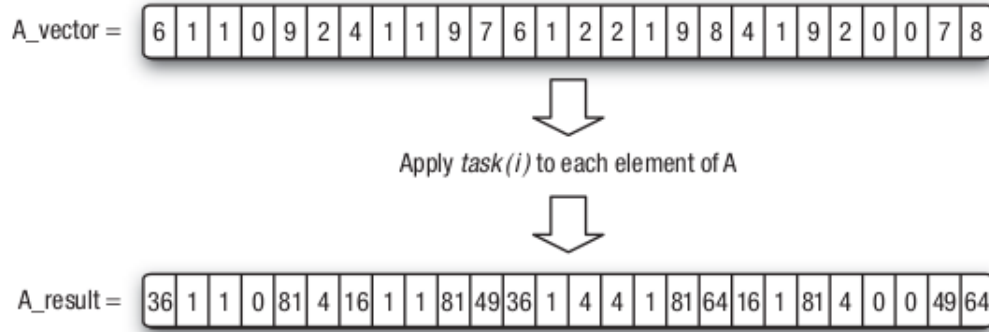 A_vector = 6 1 1 0 9 2 4 1 1 9 7 6 1 2 2 1 9 8 4 1 9 2 0 0 7 8
Apply task(i) to each element of A
A_result = 36 1 1 0 81 4 16 1 1 81 49 36 1 4 4 1 81 64 16 1 81 4 0 0 49 64